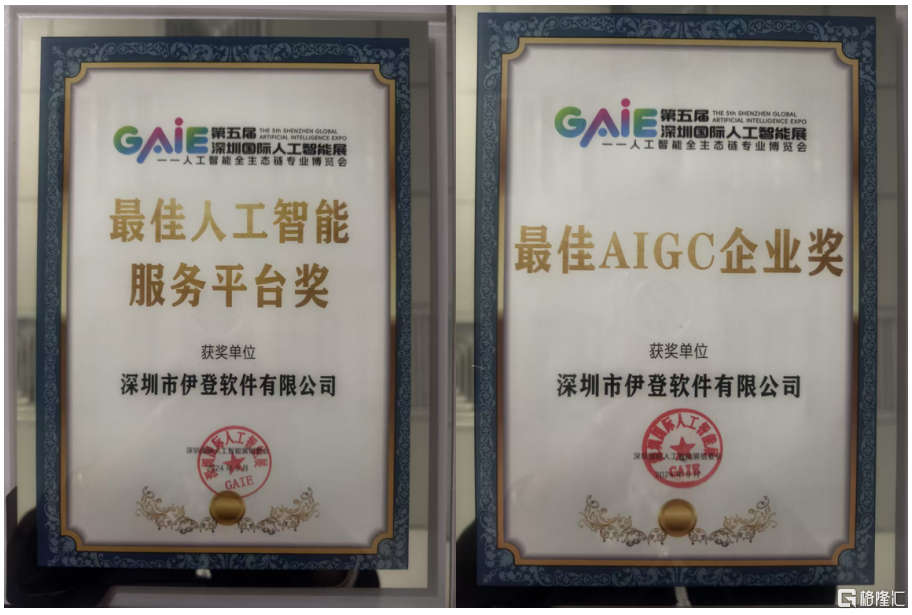 GAIE
第五届
THE 5th SHENZHEN GLOBAL
ARTIFICIAL INTELLIGENCE EXPO
深圳国际人工智能展
——人工智能全生态链专业博览会
最佳人工智能
服务平台奖
获奖单位
深圳市伊登软件有限公司
GAIE
GAIE
第五届
THE 5th SHENZHEN GLOBAL
ARTIFICIAL INTELLIGENCE EXPO
深圳国际人工智能展
——人工智能全生态链专业博览会
最佳AIGC企业奖
获奖单位
深圳市伊登软件有限公司
GAIE
格隆汇